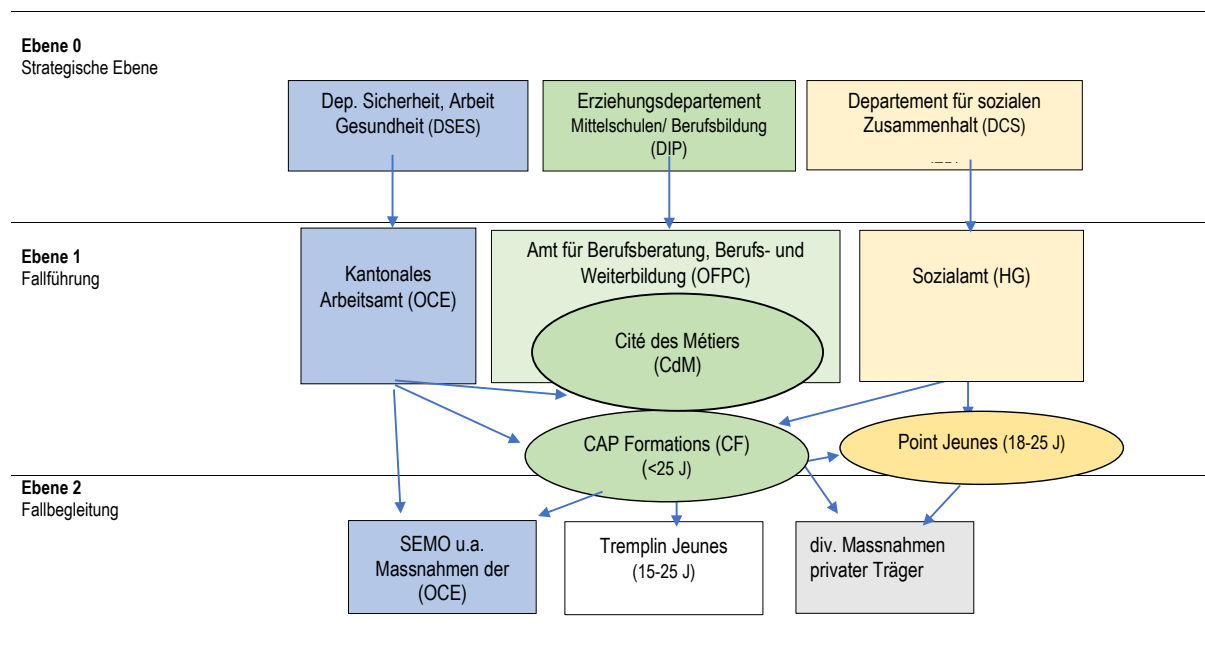 Ebene 0
Strategische Ebene
Dep. Sicherheit, Arbeit
Gesundheit (DSES)
Erziehungsdepartement
Mittelschulen/ Berufsbildung
(DIP)
Departement für sozialen
Zusammenhalt (DCS)
Ebene 1
Fallführung
Kantonales
Arbeitsamt (OCE)
Amt für Berufsberatung, Berufs- und
Weiterbildung (OFPC)
Cité des Métiers
(CdM)
Sozialamt (HG)
CAP Formations (CF)
(<25 J)
Point Jeunes (18-25 J)
Ebene 2
Fallbegleitung
SEMO u.a.
Massnahmen der
(OCE)
Tremplin Jeunes
(15-25 J)
div. Massnahmen
privater Träger